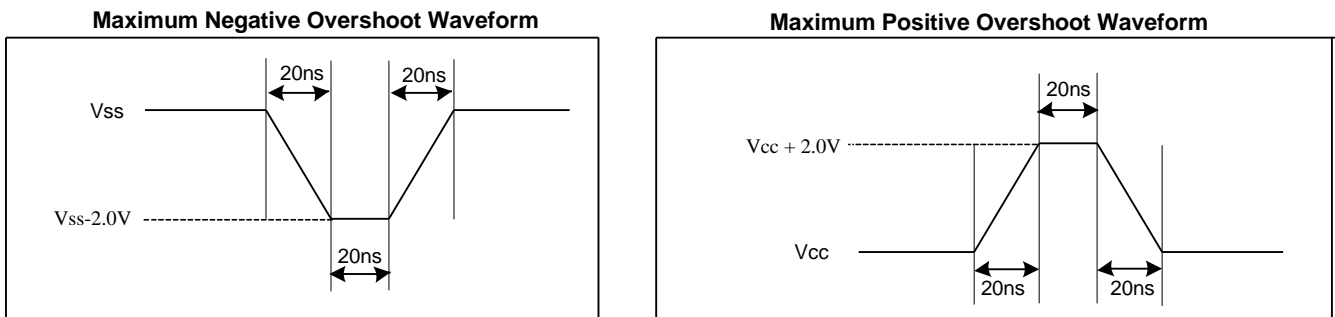 Maximum Negative Overshoot Waveform
20ns
20ns
Vss
Vss-2.0V
20ns
Maximum Positive Overshoot Waveform
20ns
Vcc + 2.0V
Vcc
20ns
20ns